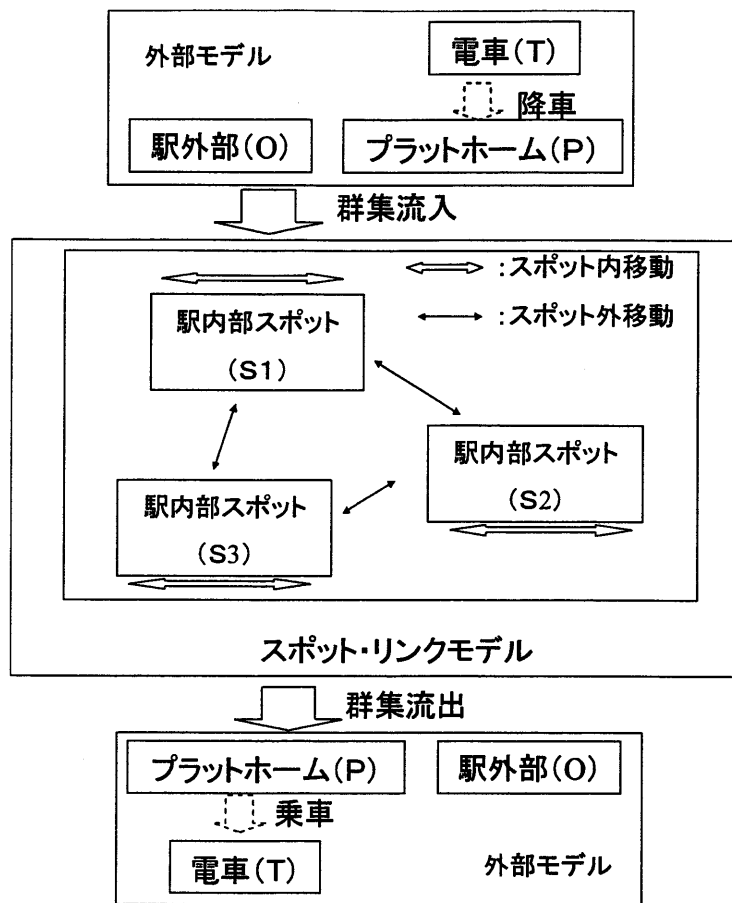 外部モデル
電車(T)
降車
駅外部(O)
プラットホーム(P)
群集流入
:スポット内移動
:スポット外移動
駅内部スポット
(S1)
駅内部スポット
(S2)
駅内部スポット
(S3)
スポット・リンクモデル
群集流出
プラットホーム(P)
駅外部(O)
乗車
電車(T)
外部モデル